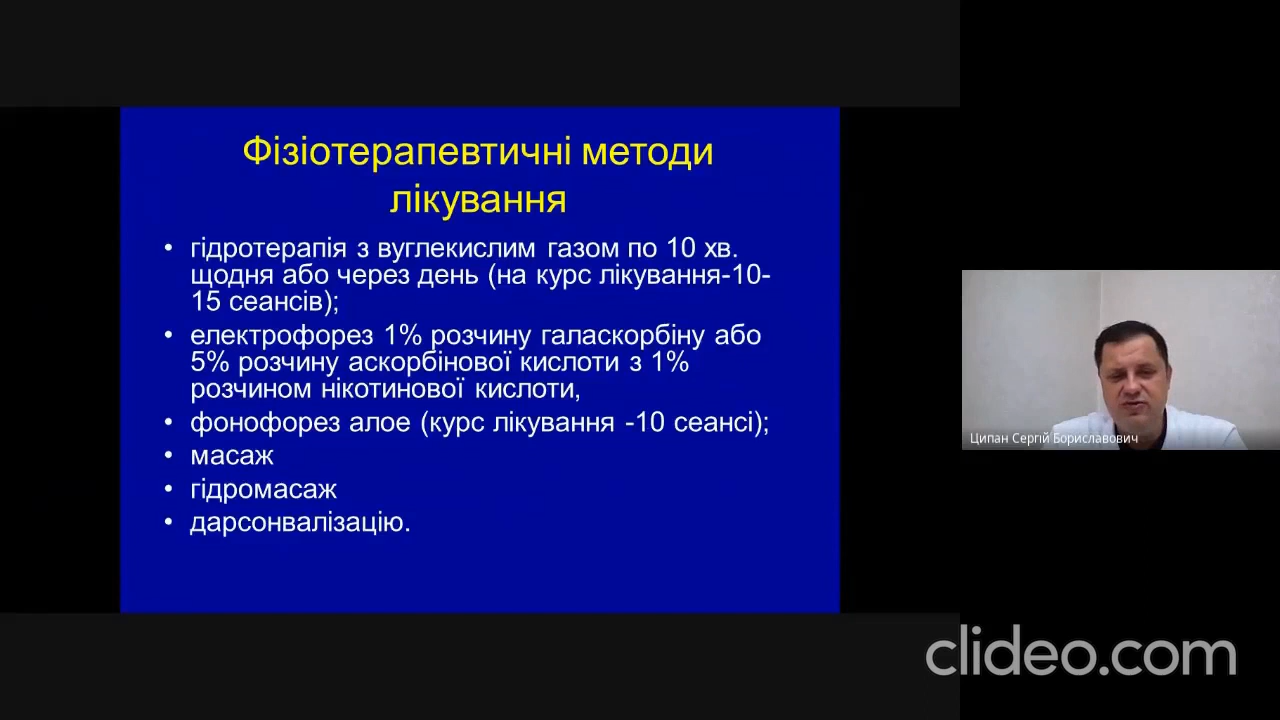 Фізіотерапевтичні методи
лікування
• гідротерапія з вуглекислим газом по 10 хв.
щодня або через день (на курс лікування-10-
15 сеансів);
• електрофорез 1% розчину галаскорбіну або
5% розчину аскорбінової кислоти з 1%
розчином нікотинової кислоти,
• фонофорез алое (курс лікування -10 сеансі);
• масаж
• гідромасаж
• дарсонвалізацію.
Ципан Сергій Бориславович
clideo.com